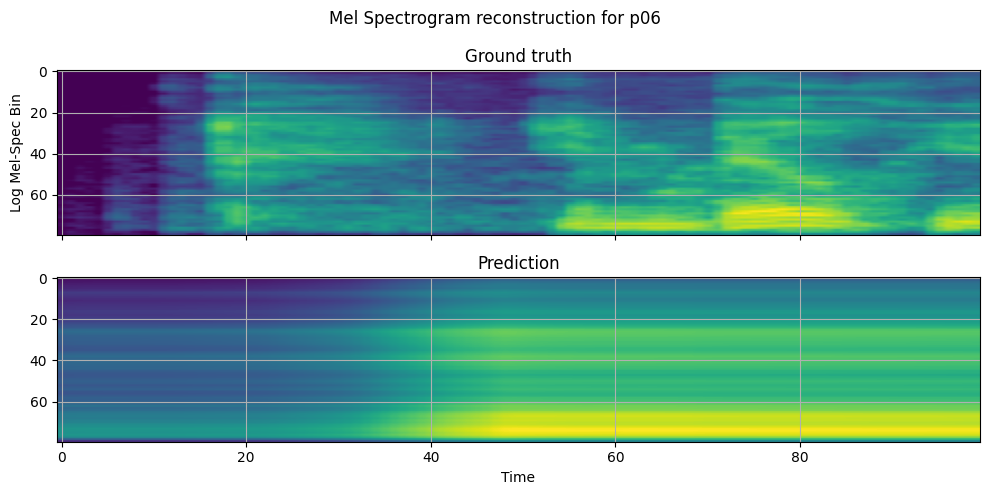 Mel Spectrogram reconstruction for p06
Ground truth
0
20
40
60
Log Mel-Spec Bin
Prediction
0
20
40
60
0 20 40 60 80
Time